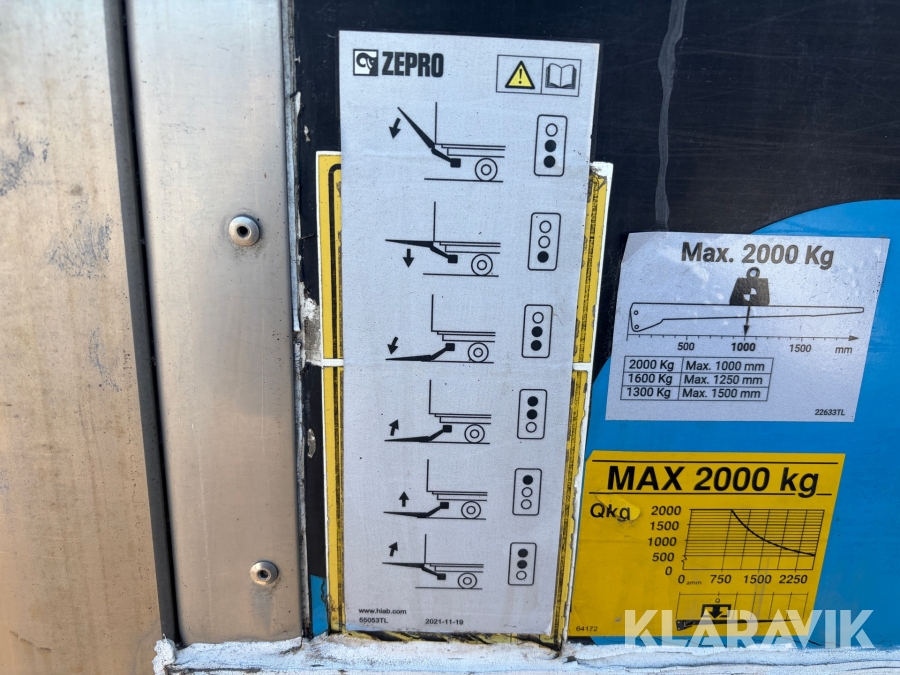 ZEPRO
www.hiab.com
55053TL 2021-11-19
Max. 2000 Kg
500 1000 1500 mm
2000 Kg Max. 1000 mm
1600 Kg Max. 1250 mm
1300 Kg Max. 1500 mm
22633TL
MAX 2000 kg
Qkg
2000
1500
1000
500
0
0 amm 750 1500 2250
Q
64172
KLARAVIK